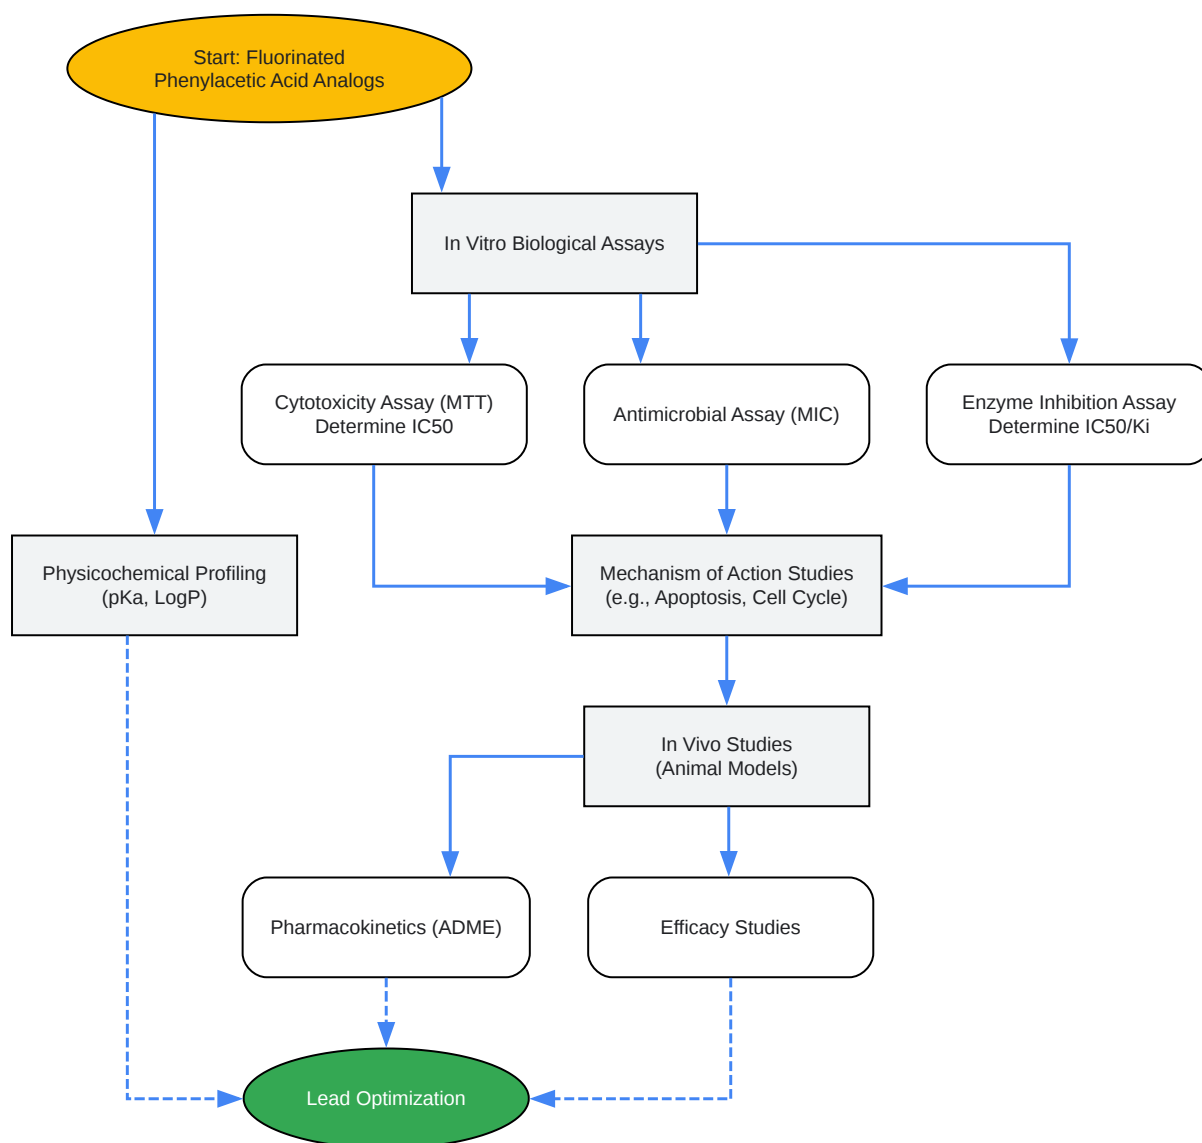 Start: Fluorinated
Phenylacetic Acid Analogs
In Vitro Biological Assays
Cytotoxicity Assay (MTT)
Determine IC50
Antimicrobial Assay (MIC)
Enzyme Inhibition Assay
Determine IC50/Ki
Physicochemical Profiling
(pKa, LogP)
Mechanism of Action Studies
(e.g., Apoptosis, Cell Cycle)
In Vivo Studies
(Animal Models)
Pharmacokinetics (ADME)
Efficacy Studies
Lead Optimization